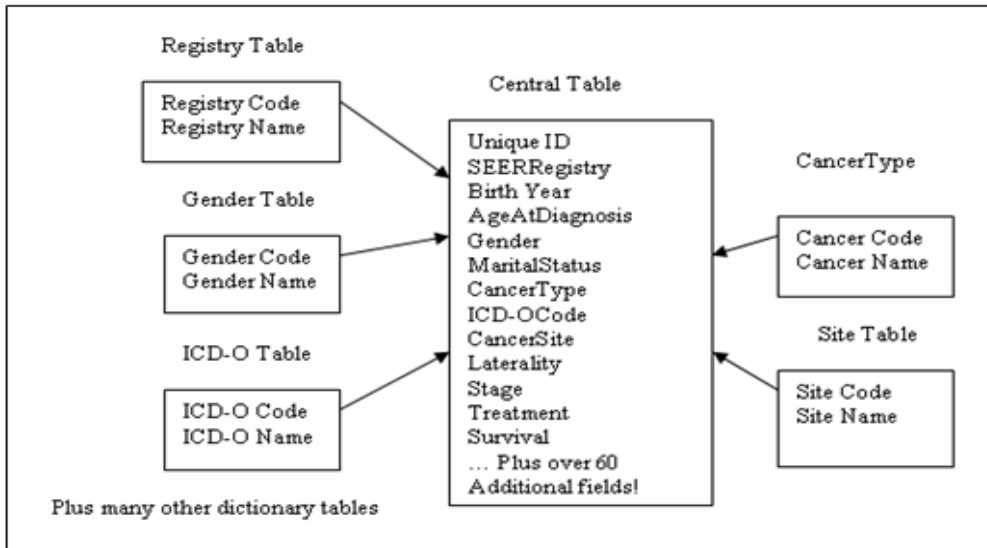 Registry Table
Registry Code
Registry Name
Gender Table
Gender Code
Gender Name
ICD-O Table
ICD-O Code
ICD-O Name
Plus many other dictionary tables
Central Table
Unique ID
SEERRegistry
Birth Year
AgeAtDiagnosis
Gender
MaritalStatus
CancerType
ICD-OCode
CancerSite
Laterality
Stage
Treatment
Survival
... Plus over 60
Additional fields!
CancerType
Cancer Code
Cancer Name
Site Table
Site Code
Site Name